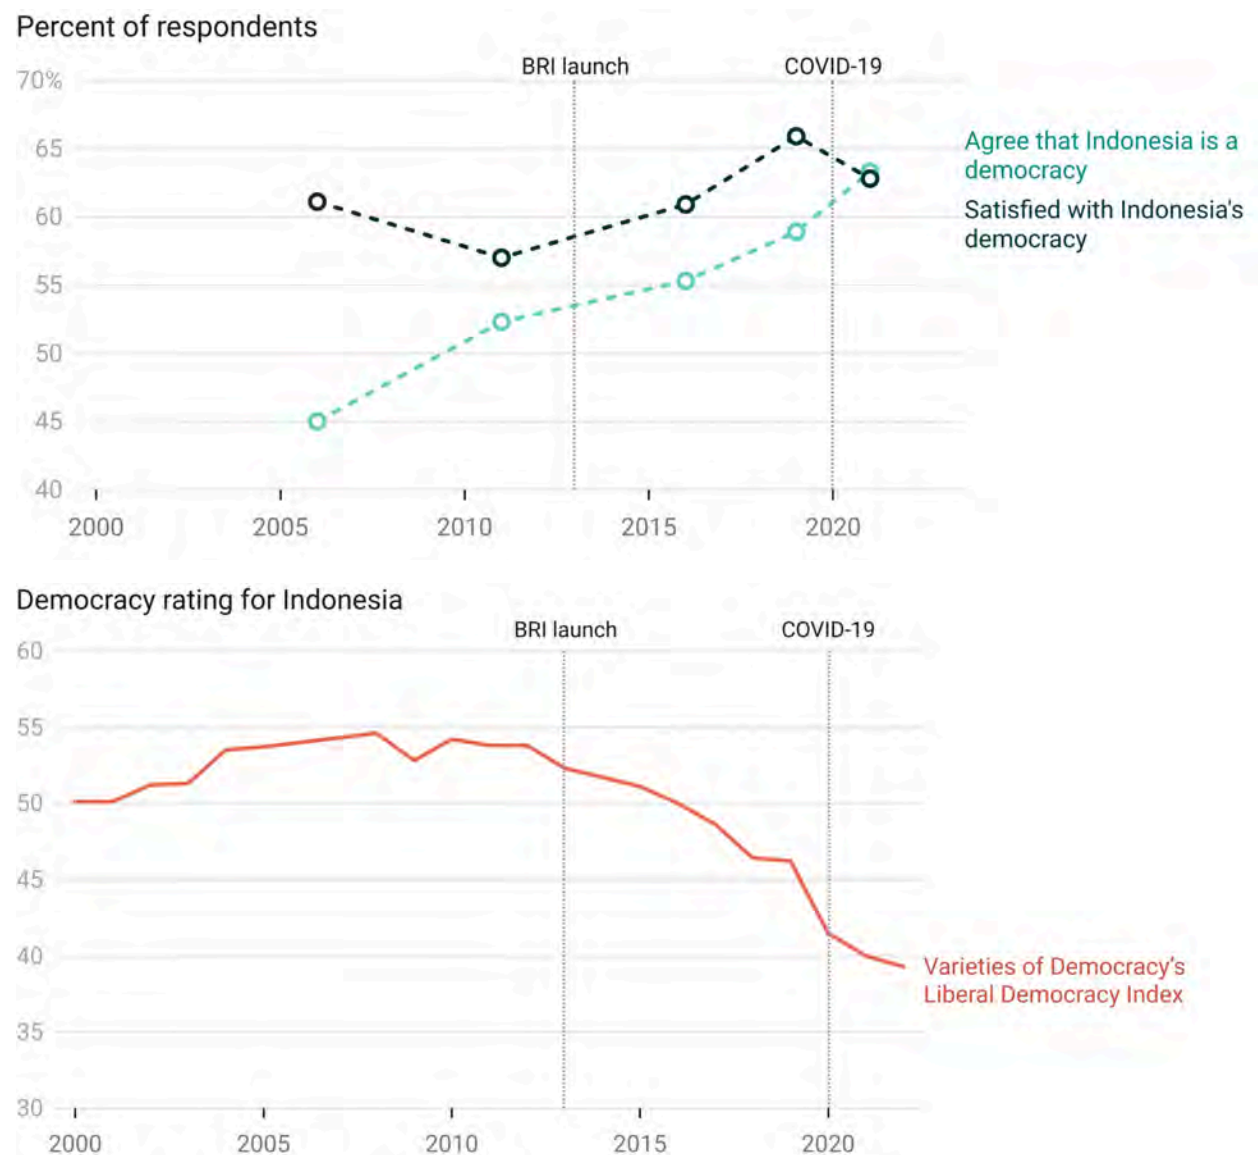 Percent of respondents
BRI launch
COVID-19
70%
65
60
55
50
45
40
Agree that Indonesia is a
democracy
Satisfied with Indonesia's
democracy
2000
2005
2010
2015
2020
Democracy rating for Indonesia
BRI launch
COVID-19
60
55
50
45
40
35
30
Varieties of Democracy's
Liberal Democracy Index
2000
2005
2010
2015
2020